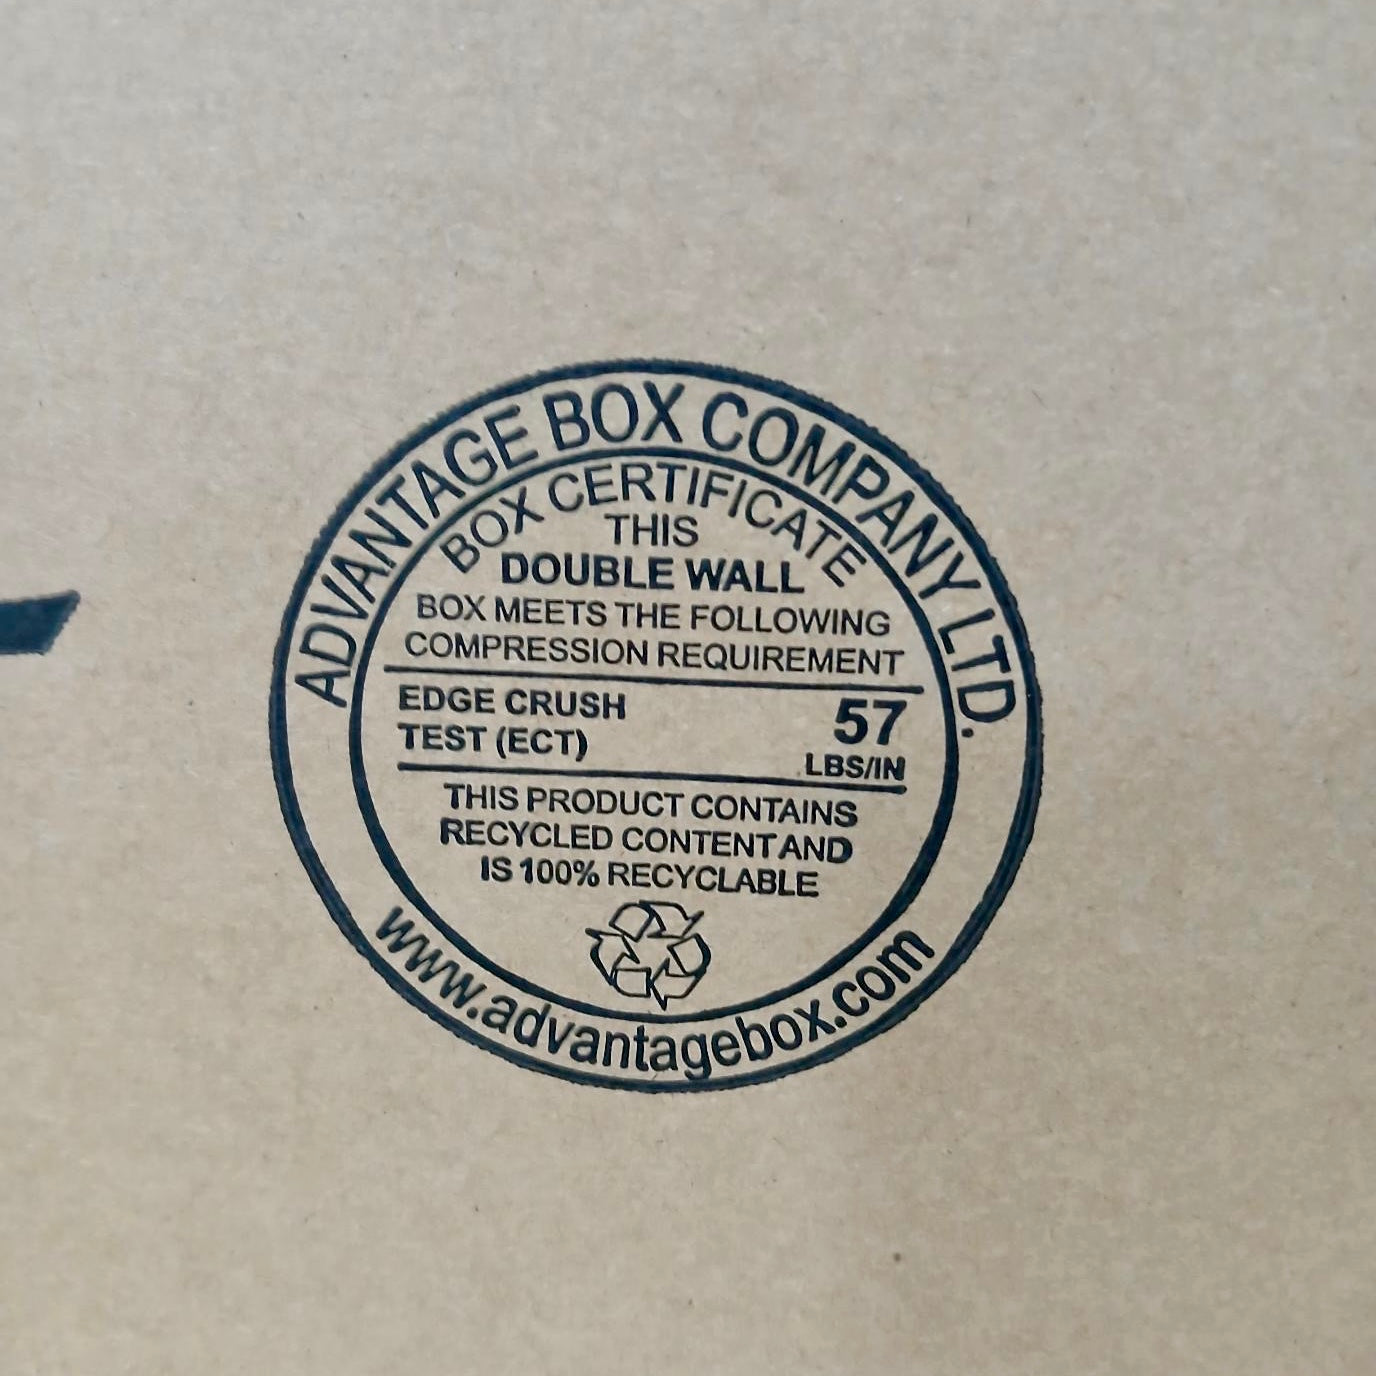 ADVANTAGE BOX COMPANY LTD.
BOX CERTIFICATE
THIS
DOUBLE WALL
BOX MEETS THE FOLLOWING
COMPRESSION REQUIREMENT
EDGE CRUSH
TEST (ECT)
57
LBS/IN
THIS PRODUCT CONTAINS
RECYCLED CONTENT AND
IS 100% RECYCLABLE
www.advantagebox.com